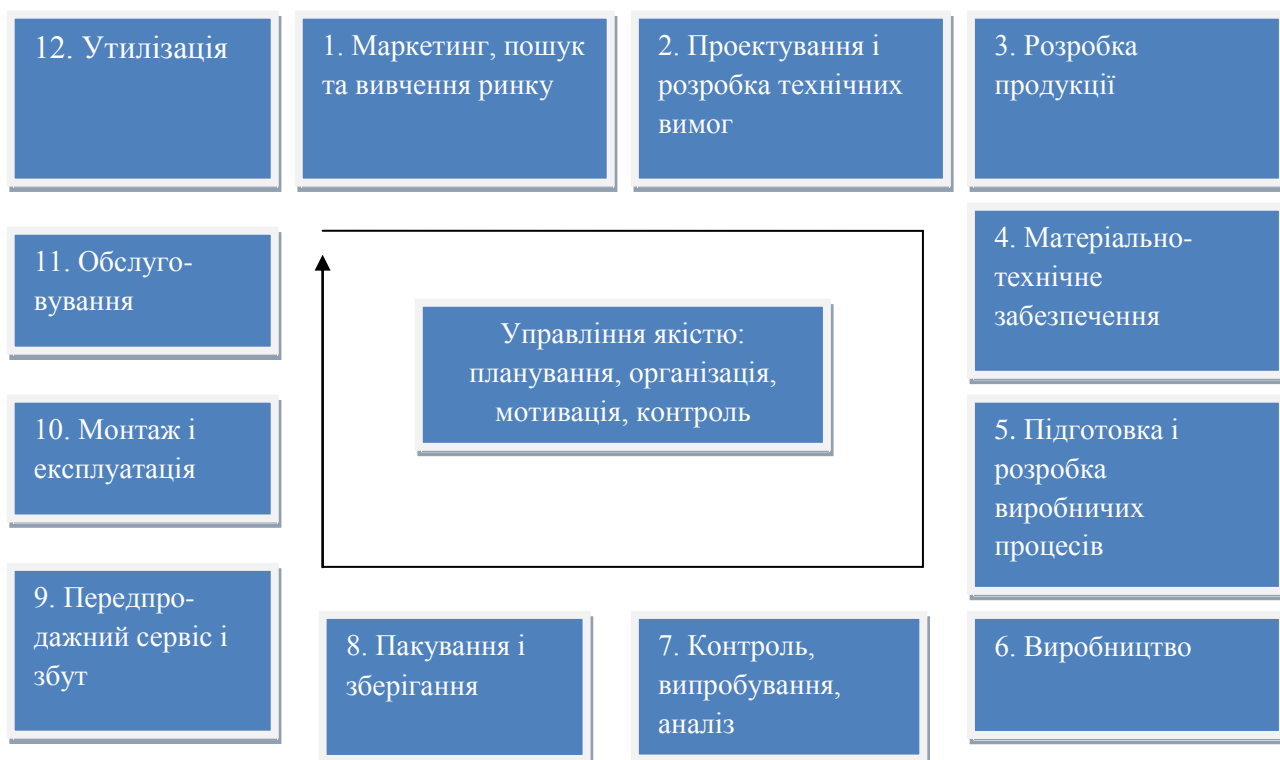 12. Утилізація
1. Маркетинг, пошук
та вивчення ринку
2. Проектування і
розробка технічних
вимог
3. Розробка
продукції
4. Матеріально-
технічне
забезпечення
5. Підготовка і
розробка
виробничих
процесів
6. Виробництво
7. Контроль,
випробування,
аналіз
8. Пакування і
зберігання
9. Передпро-
дажний сервіс і
збут
10. Монтаж і
експлуатація
11. Обслуго-
вування
Управління якістю:
планування, організація,
мотивація, контроль